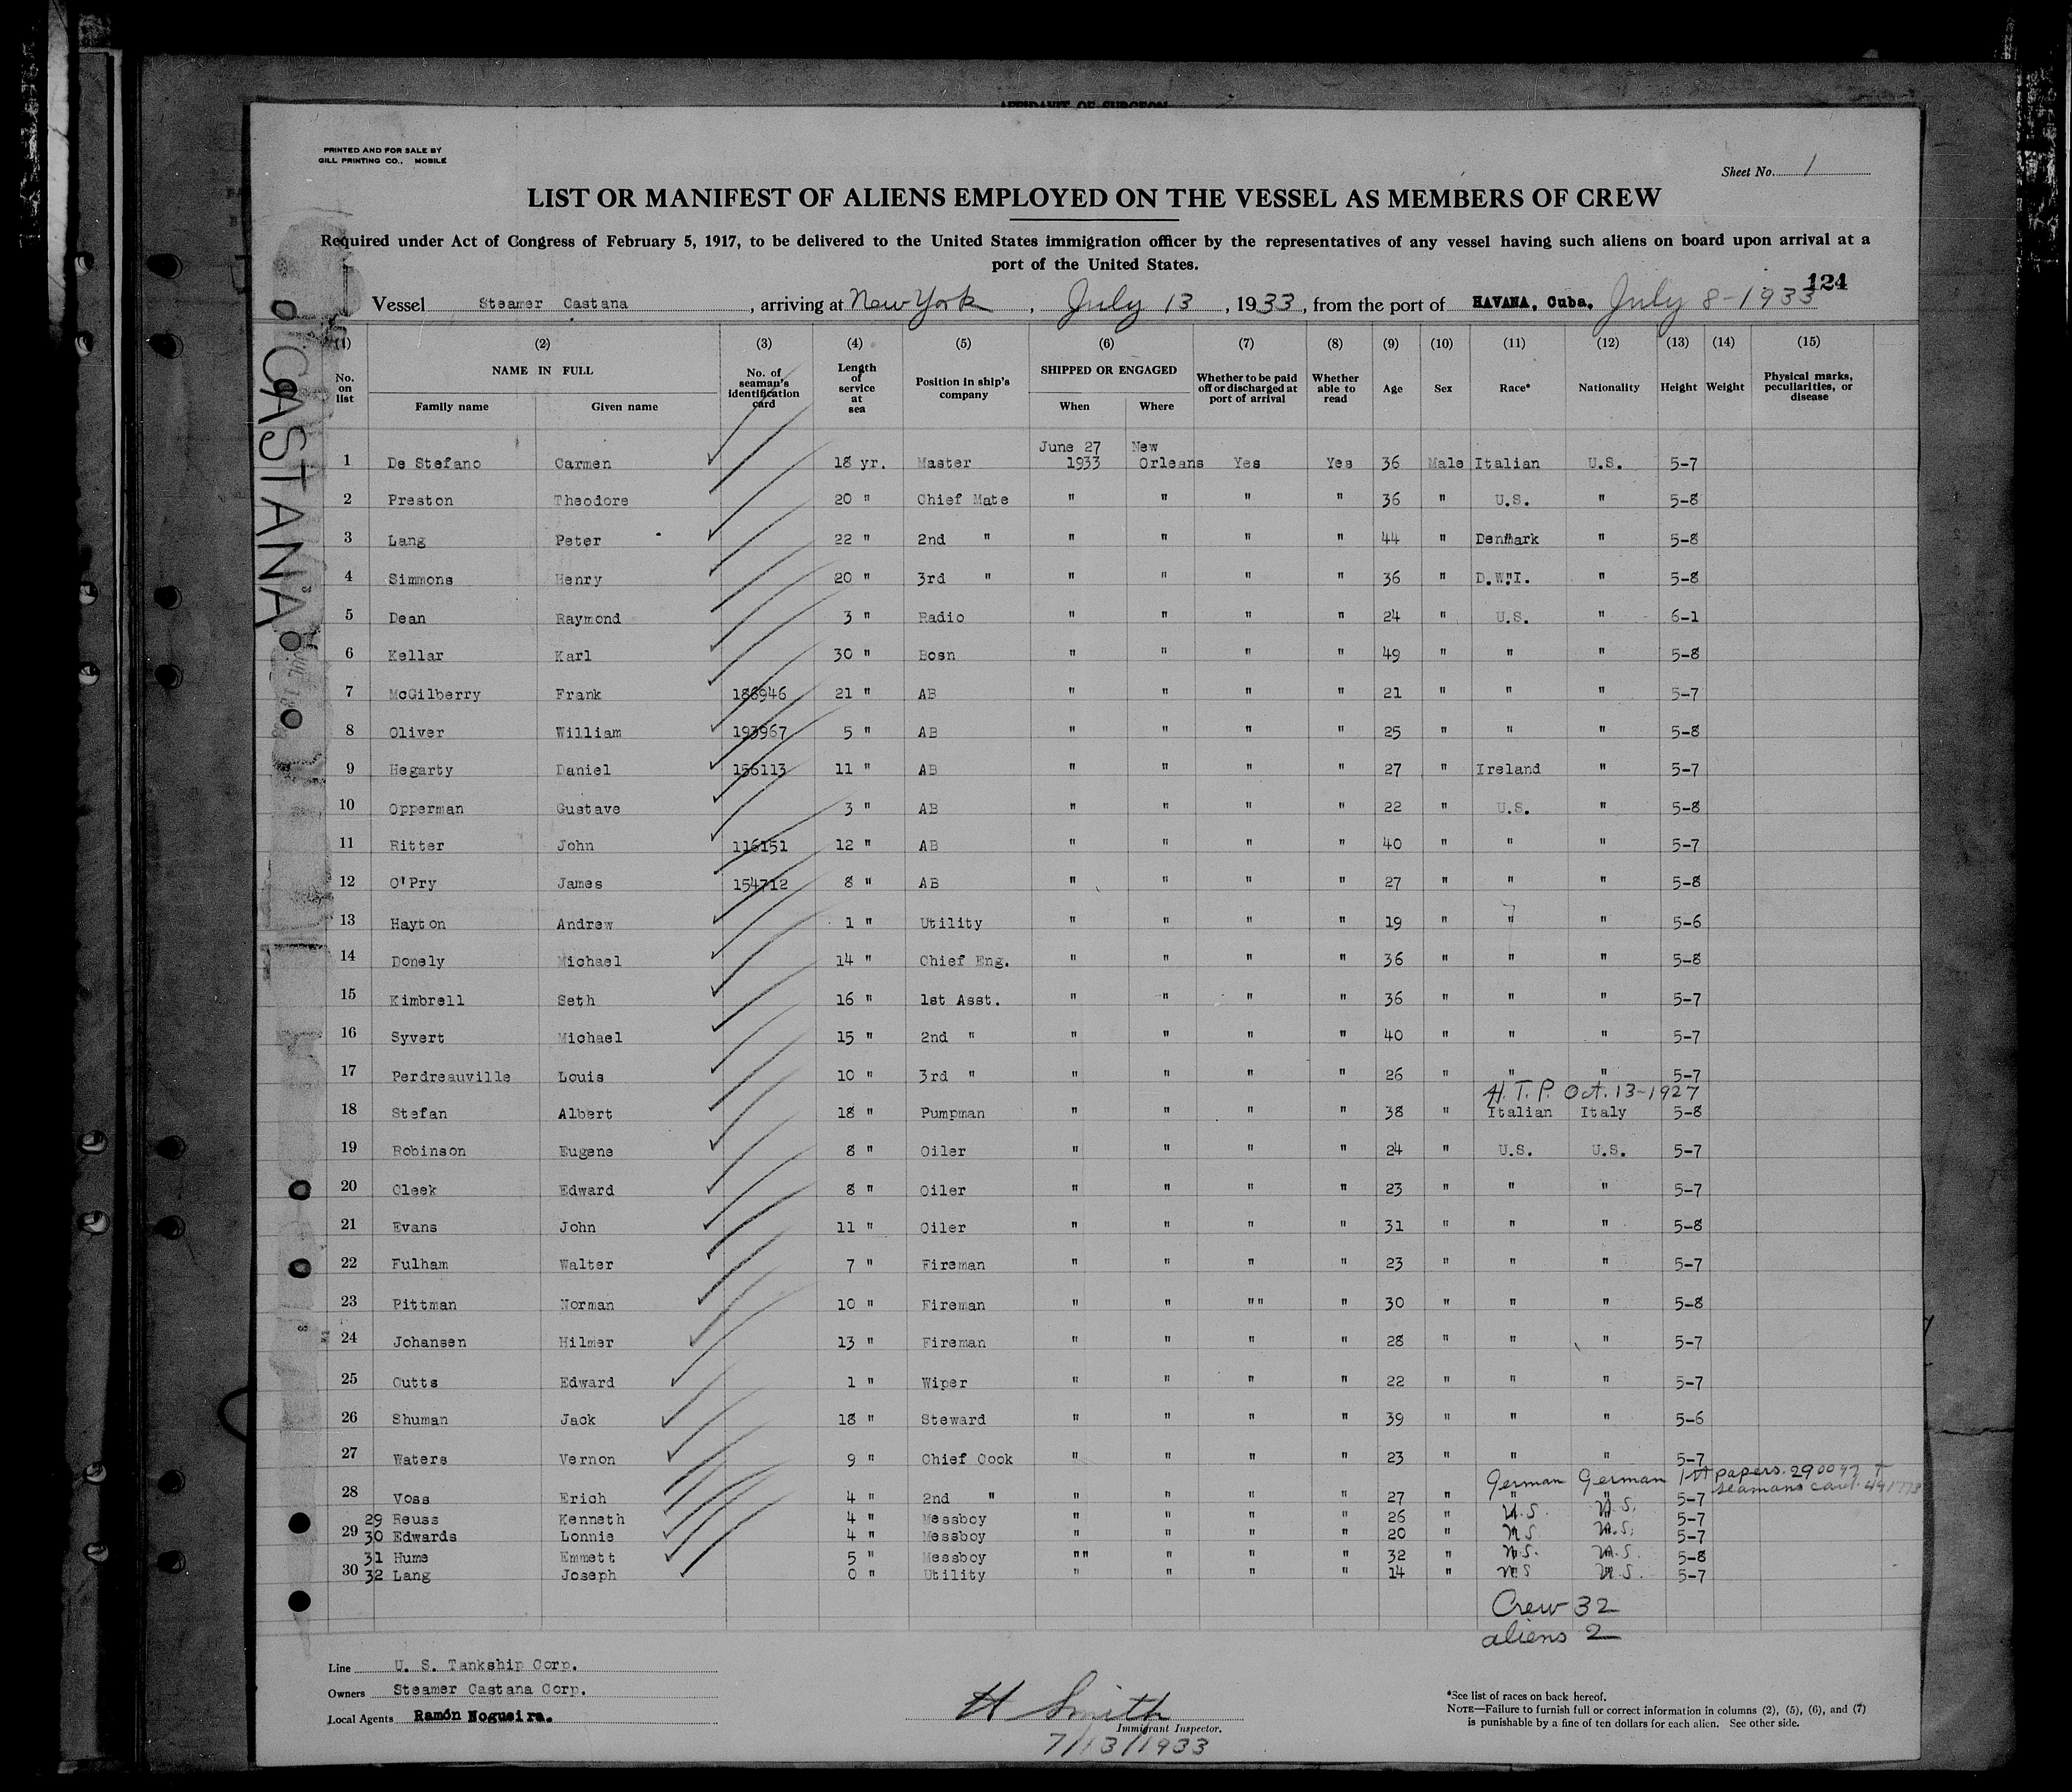 AFFIDAVIT OF SURGEON
PRINTED AND FOR SALE BY
GILL PRINTING CO., MOBILE
Sheet No. 1
LIST OR MANIFEST OF ALIENS EMPLOYED ON THE VESSEL AS MEMBERS OF CREW
Required under Act of Congress of February 5, 1917, to be delivered to the United States immigration officer by the representatives of any vessel having such aliens on board upon arrival at a
port of the United States.
124
Vessel Steamer Castana, arriving at New York, July 13, 1933, from the port of HAVANA, Cuba. July 8-1933
CASTANA
(1) (2) (3) (4) (5) (6) (7) (8) (9) (10) (11) (12) (13) (14) (15)
No. on list NAME IN FULL Family name Given name No. of seaman's identification card Length of service at sea Position in ship's company SHIPPED OR ENGAGED When Where Whether to be paid off or discharged at port of arrival Whether able to read Age Sex Race* Nationality Height Weight Physical marks, peculiarities, or disease
1 De Stefano Carmen 18 yr. Master June 27 1933 New Orleans Yes Yes 36 Male Italian U.S. 5-7
2 Preston Theodore 20 " Chief Mate " " " " 36 " U.S. " 5-8
3 Lang Peter 22 " 2nd " " " " " 44 " Denmark " 5-8
4 Simmons Henry 20 " 3rd " " " " " 36 " D.W.I. " 5-8
5 Dean Raymond 3 " Radio " " " " 24 " U.S. " 6-1
6 Kellar Karl 30 " Bosn " " " " 49 " " " 5-8
7 McGilberry Frank 186946 21 " AB " " " " 21 " " " 5-7
8 Oliver William 193967 5 " AB " " " " 25 " " " 5-8
9 Hegarty Daniel 156113 11 " AB " " " " 27 " Ireland " 5-7
10 Opperman Gustave 3 " AB " " " " 22 " U.S. " 5-8
11 Ritter John 116151 12 " AB " " " " 40 " " " 5-7
12 O'Pry James 154712 8 " AB " " " " 27 " " " 5-8
13 Hayton Andrew 1 " Utility " " " " 19 " " " 5-6
14 Donely Michael 14 " Chief Eng. " " " " 36 " " " 5-8
15 Kimbrell Seth 16 " 1st Asst. " " " " 36 " " " 5-7
16 Syvert Michael 15 " 2nd " " " " " 40 " " " 5-7
17 Perdreauville Louis 10 " 3rd " " " " " 26 " " " 5-7
H. T. P. Oct. 13-1927
18 Stefan Albert 18 " Pumpman " " " " 38 " Italian Italy 5-8
19 Robinson Eugene 8 " Oiler " " " " 24 " U.S. U.S. 5-7
20 Cleek Edward 8 " Oiler " " " " 23 " " " 5-7
21 Evans John 11 " Oiler " " " " 31 " " " 5-8
22 Fulham Walter 7 " Fireman " " " " 23 " " " 5-7
23 Pittman Norman 10 " Fireman " " "" " 30 " " " 5-8
24 Johansen Hilmer 13 " Fireman " " " " 28 " " " 5-7
25 Cutts Edward 1 " Wiper " " " " 22 " " " 5-7
26 Shuman Jack 18 " Steward " " " " 39 " " " 5-6
27 Waters Vernon 9 " Chief Cook " " " " 23 " " " 5-7
German German 1st papers. 290097
seamans card.
28 Voss Erich 4 " 2nd " " " " " 27 " " " 5-7
29 Reuss Kenneth 4 " Messboy " " " " 26 " U.S. U.S. 5-7
29 30 Edwards Lonnie 4 " Messboy " " " " 20 " U.S. U.S. 5-7
31 Hume Emmett 5 " Messboy "" " " " 32 " U.S. U.S. 5-8
30 32 Lang Joseph 0 " Utility " " " " 14 " U.S. U.S. 5-7
Crew 32
aliens 2
Line U. S. Tankship Corp.
Owners Steamer Castana Corp.
Local Agents Ramón Nogueira.
H Smith
Immigrant Inspector.
7/13/1933
*See list of races on back hereof.
NOTE—Failure to furnish full or correct information in columns (2), (5), (6), and (7)
is punishable by a fine of ten dollars for each alien. See other side.